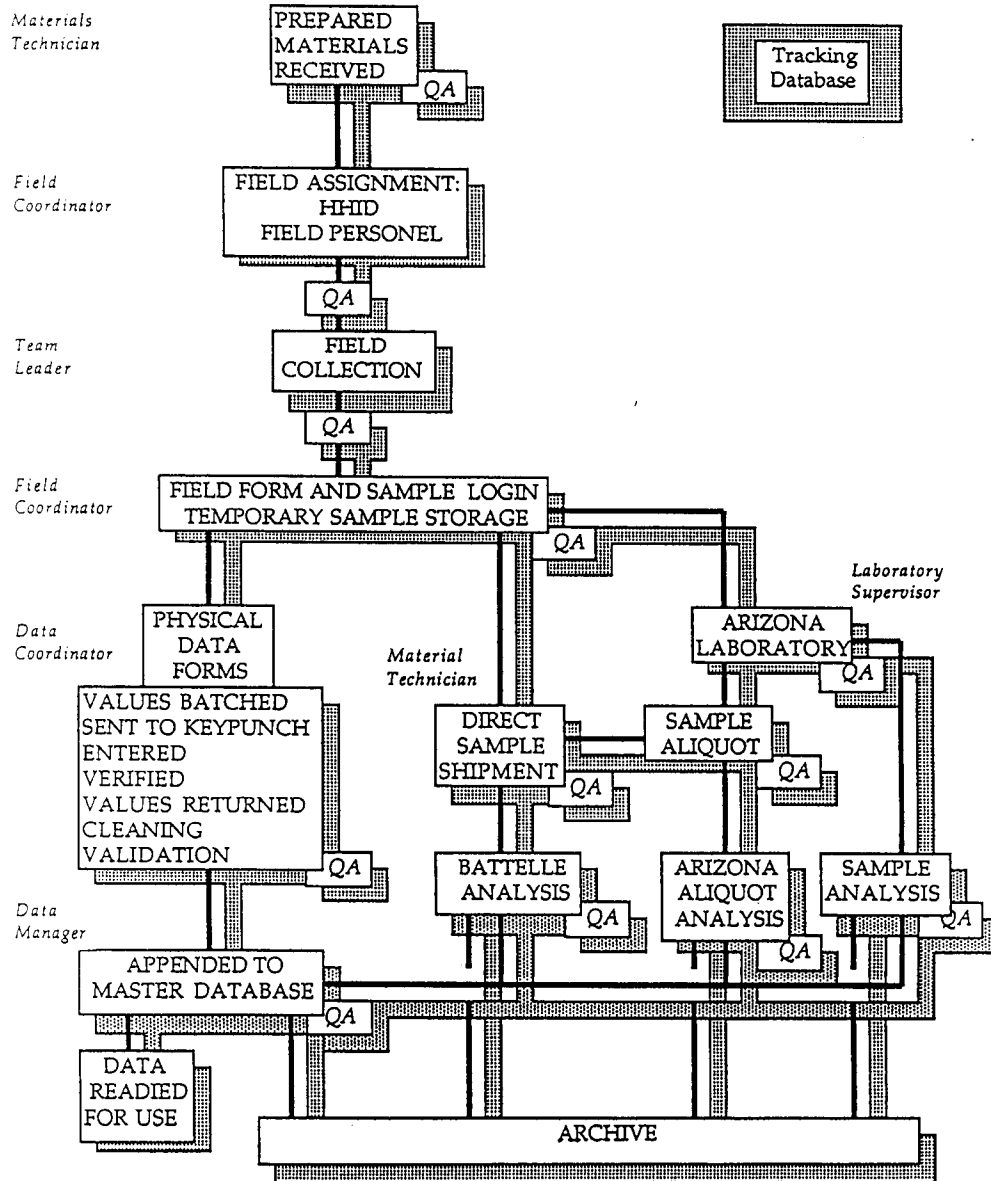 Materials
Technician
PREPARED
MATERIALS
RECEIVED
QA
Tracking
Database
Field
Coordinator
FIELD ASSIGNMENT:
HHID
FIELD PERSONEL
QA
Team
Leader
FIELD
COLLECTION
QA
Field
Coordinator
FIELD FORM AND SAMPLE LOGIN
TEMPORARY SAMPLE STORAGE
QA
Laboratory
Supervisor
Data
Coordinator
PHYSICAL
DATA
FORMS
Material
Technician
ARIZONA
LABORATORY
QA
VALUES BATCHED
SENT TO KEYPUNCH
ENTERED
VERIFIED
VALUES RETURNED
CLEANING
VALIDATION
QA
DIRECT
SAMPLE
SHIPMENT
QA
SAMPLE
ALIQUOT
QA
BATTELLE
ANALYSIS
QA
ARIZONA
ALIQUOT
ANALYSIS
QA
SAMPLE
ANALYSIS
QA
Data
Manager
APPENDED TO
MASTER DATABASE
QA
DATA
READIED
FOR USE
ARCHIVE